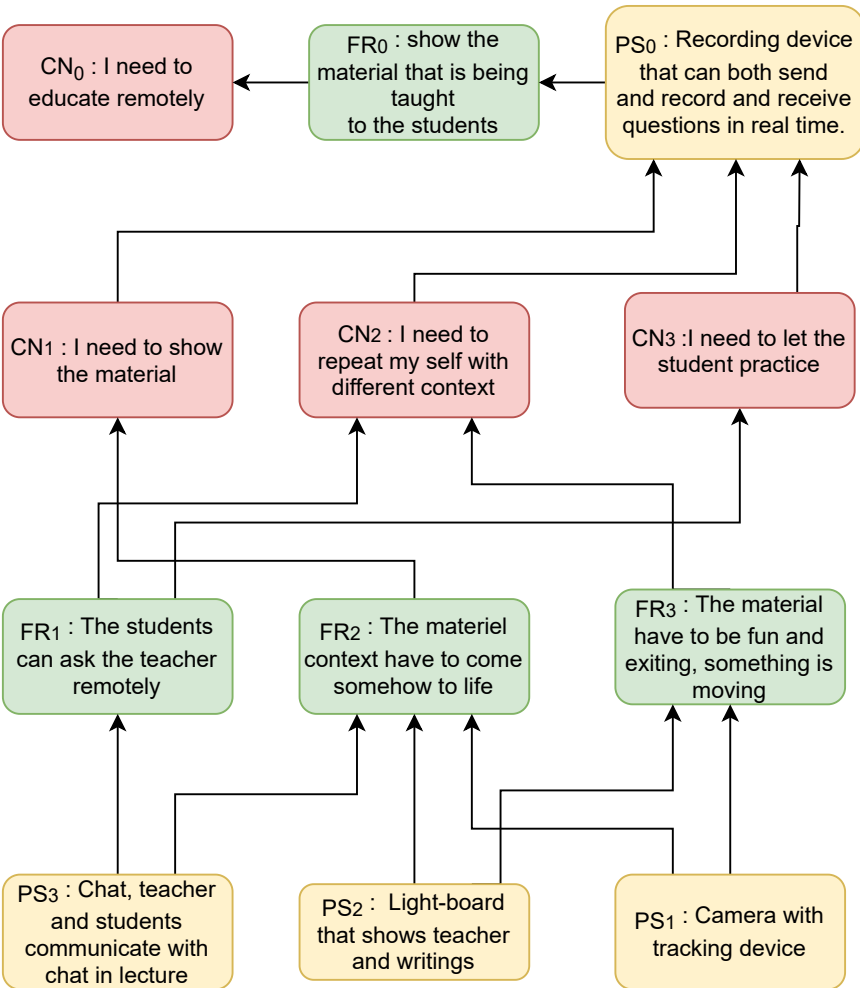 CN0 : I need to
educate remotely
FR0 : show the
material that is being
taught
to the students
PS0 : Recording device
that can both send
and record and receive
questions in real time.
CN1 : I need to show
the material
CN2 : I need to
repeat my self with
different context
CN3 :I need to let the
student practice
FR1 : The students
can ask the teacher
remotely
FR2 : The materiel
context have to come
somehow to life
FR3 : The material
have to be fun and
exiting, something is
moving
PS3 : Chat, teacher
and students
communicate with
chat in lecture
PS2 : Light-board
that shows teacher
and writings
PS1 : Camera with
tracking device